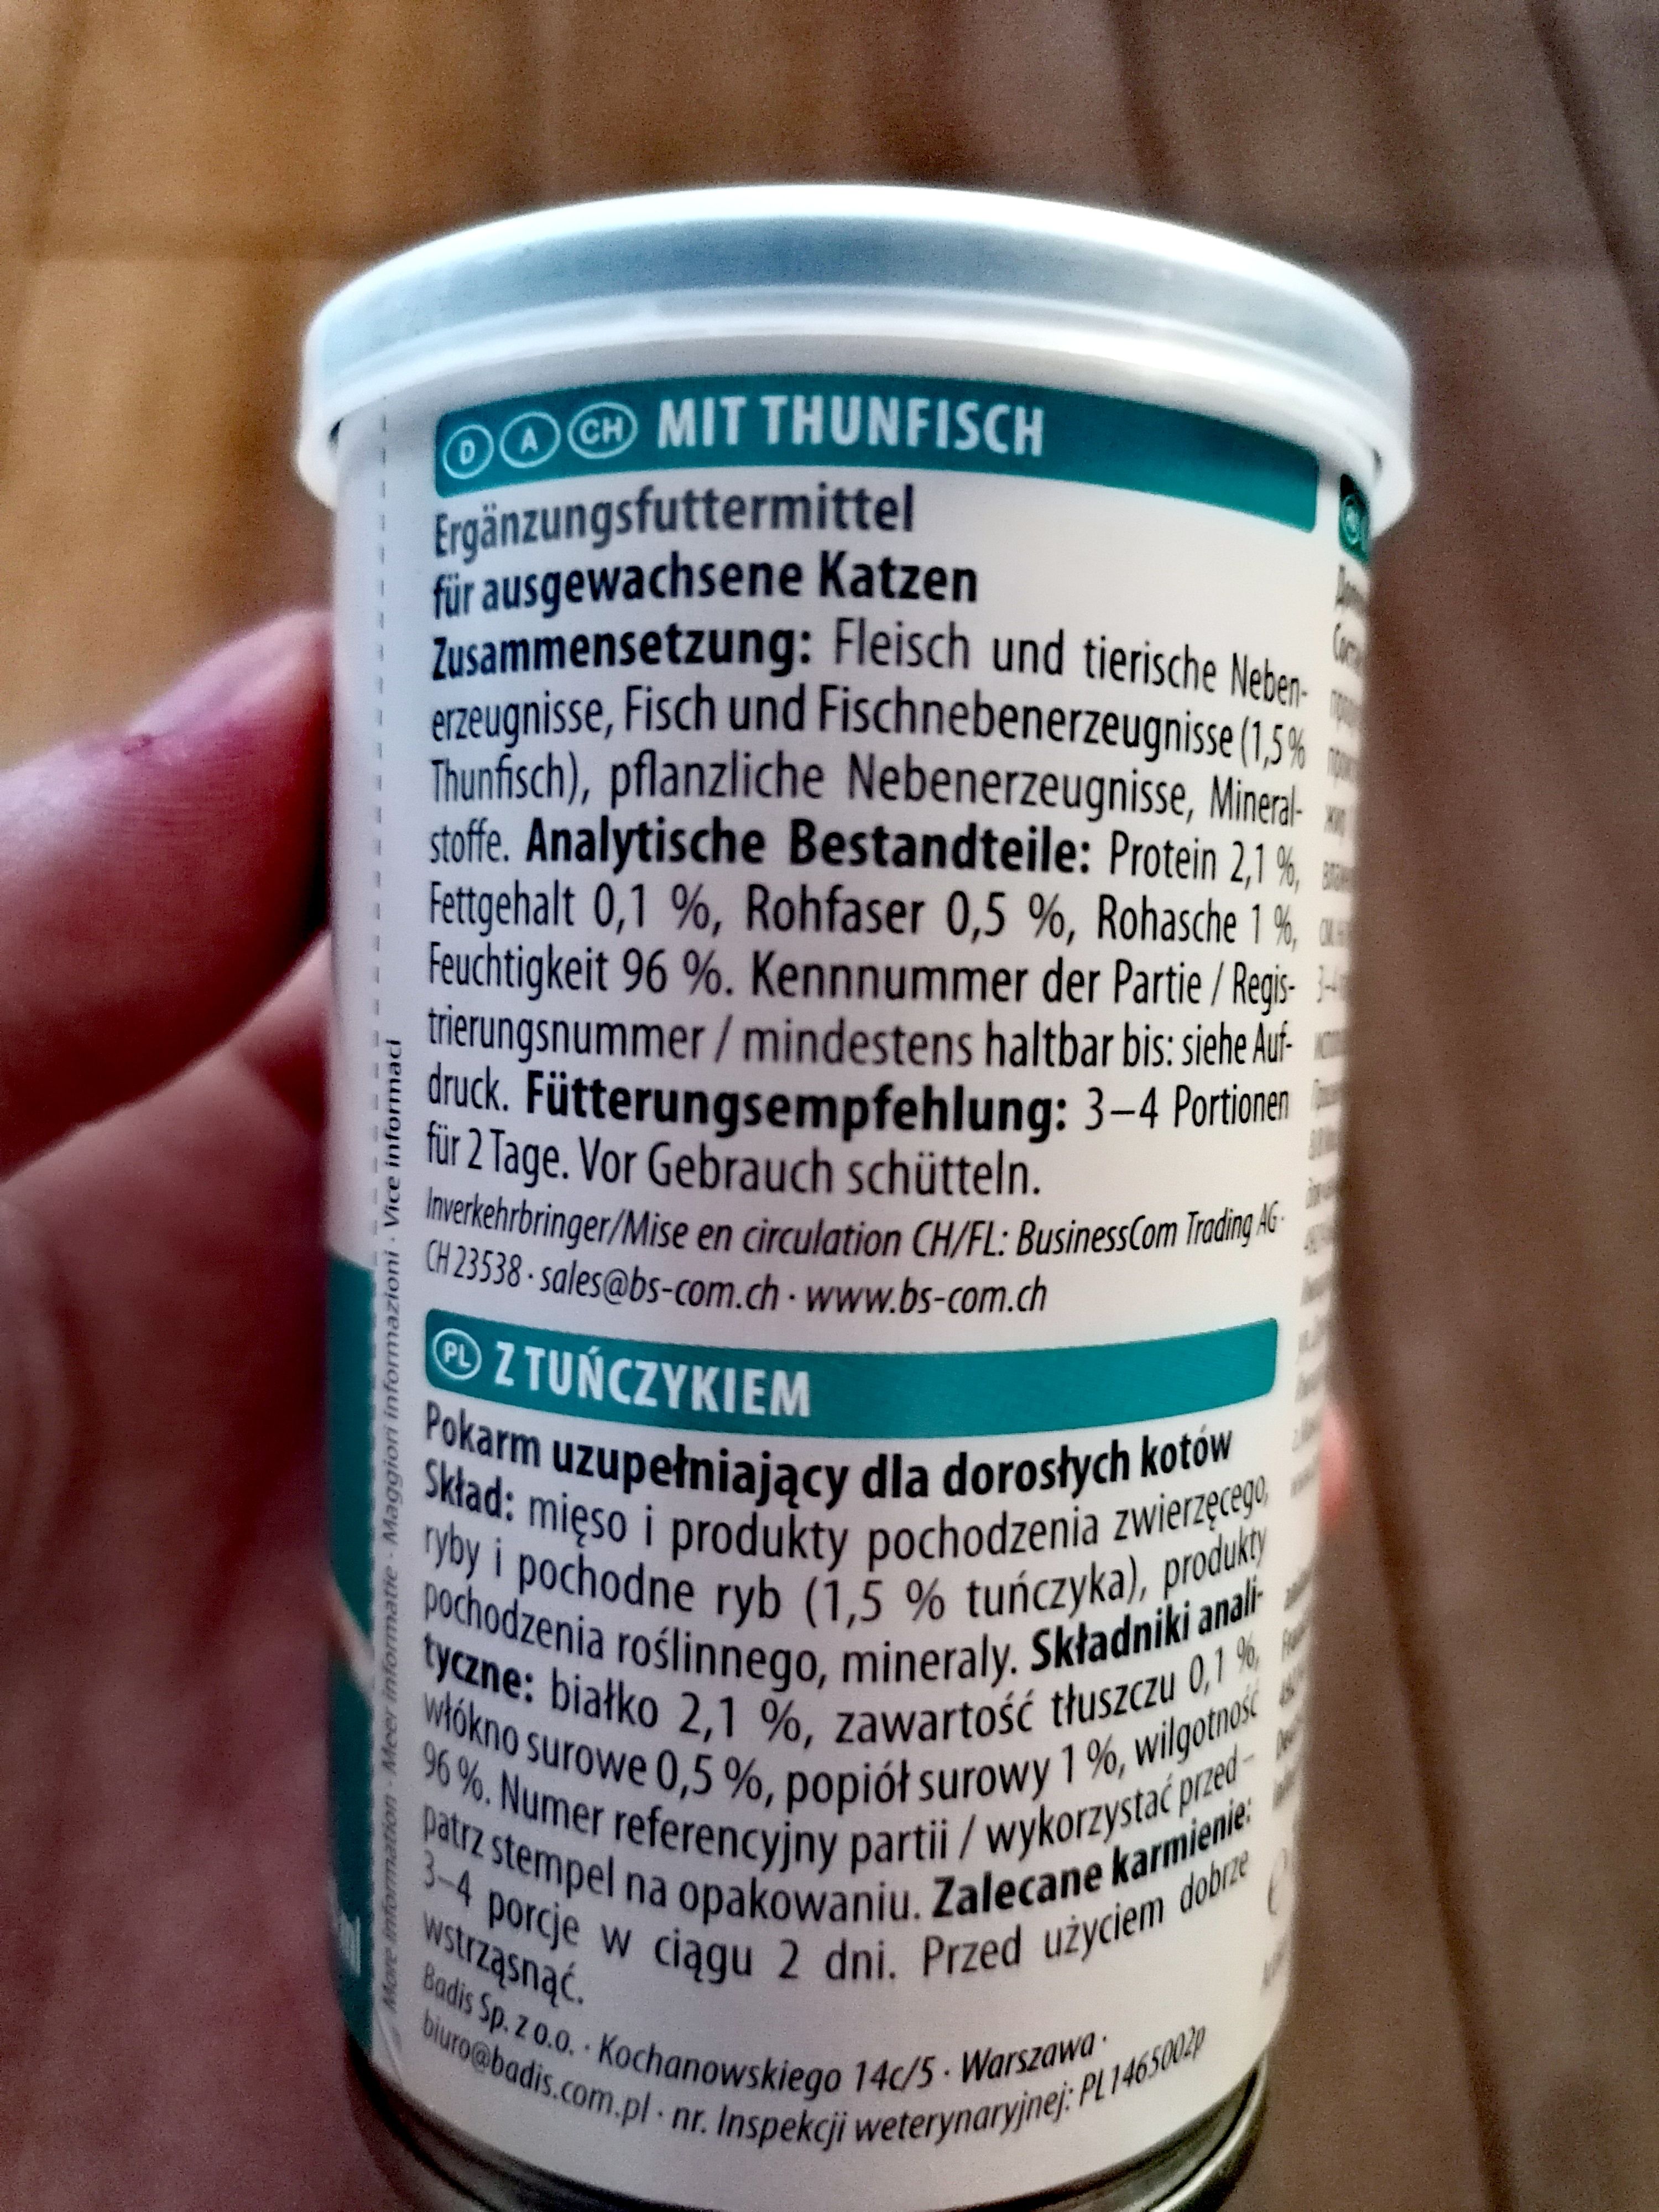 D A CH MIT THUNFISCH
Ergänzungsfuttermittel
für ausgewachsene Katzen
Zusammensetzung: Fleisch und tierische Neben-
erzeugnisse, Fisch und Fischnebenerzeugnisse (1,5 %
Thunfisch), pflanzliche Nebenerzeugnisse, Mineral-
stoffe. Analytische Bestandteile: Protein 2,1 %,
Fettgehalt 0,1 %, Rohfaser 0,5 %, Rohasche 1 %,
Feuchtigkeit 96 %. Kennnummer der Partie / Regis-
trierungsnummer / mindestens haltbar bis: siehe Auf-
druck. Fütterungsempfehlung: 3–4 Portionen
für 2 Tage. Vor Gebrauch schütteln.
Inverkehrbringer/Mise en circulation CH/FL: BusinessCom Trading AG ·
CH 23538 · sales@bs-com.ch · www.bs-com.ch
PL Z TUŃCZYKIEM
Pokarm uzupełniający dla dorosłych kotów
Skład: mięso i produkty pochodzenia zwierzęcego,
ryby i pochodne ryb (1,5 % tuńczyka), produkty
pochodzenia roślinnego, mineraly. Składniki anali-
tyczne: białko 2,1 %, zawartość tłuszczu 0,1 %,
włókno surowe 0,5 %, popiół surowy 1 %, wilgotność
96 %. Numer referencyjny partii / wykorzystać przed –
patrz stempel na opakowaniu. Zalecane karmienie:
3–4 porcje w ciągu 2 dni. Przed użyciem dobrze
wstrząsnąć.
Badis Sp. z o.o. · Kochanowskiego 14c/5 · Warszawa ·
biuro@badis.com.pl · nr. Inspekcji weterynaryjnej: PL1465002p
More information · Meer informatie · Maggiori informazioni · Vice informaci